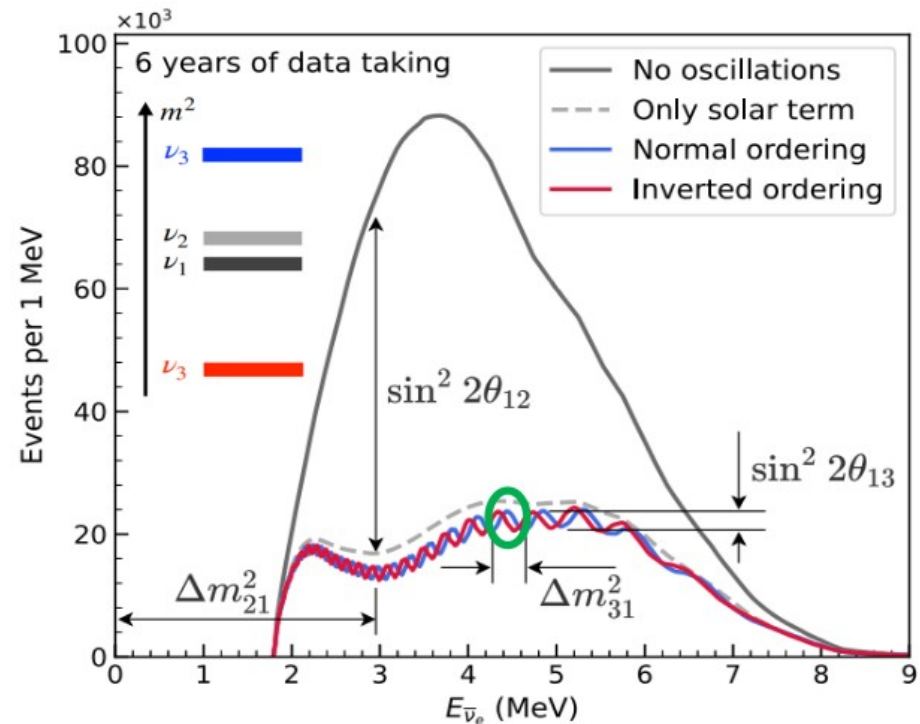 ×10³
100
80
60
40
20
0
Events per 1 MeV
6 years of data taking
m²
ν₃
ν₂
ν₁
ν₃
No oscillations
Only solar term
Normal ordering
Inverted ordering
sin² 2θ₁₂
sin² 2θ₁₃
Δm²₂₁
Δm²₃₁
0 1 2 3 4 5 6 7 8 9
E_ν̅ₑ (MeV)